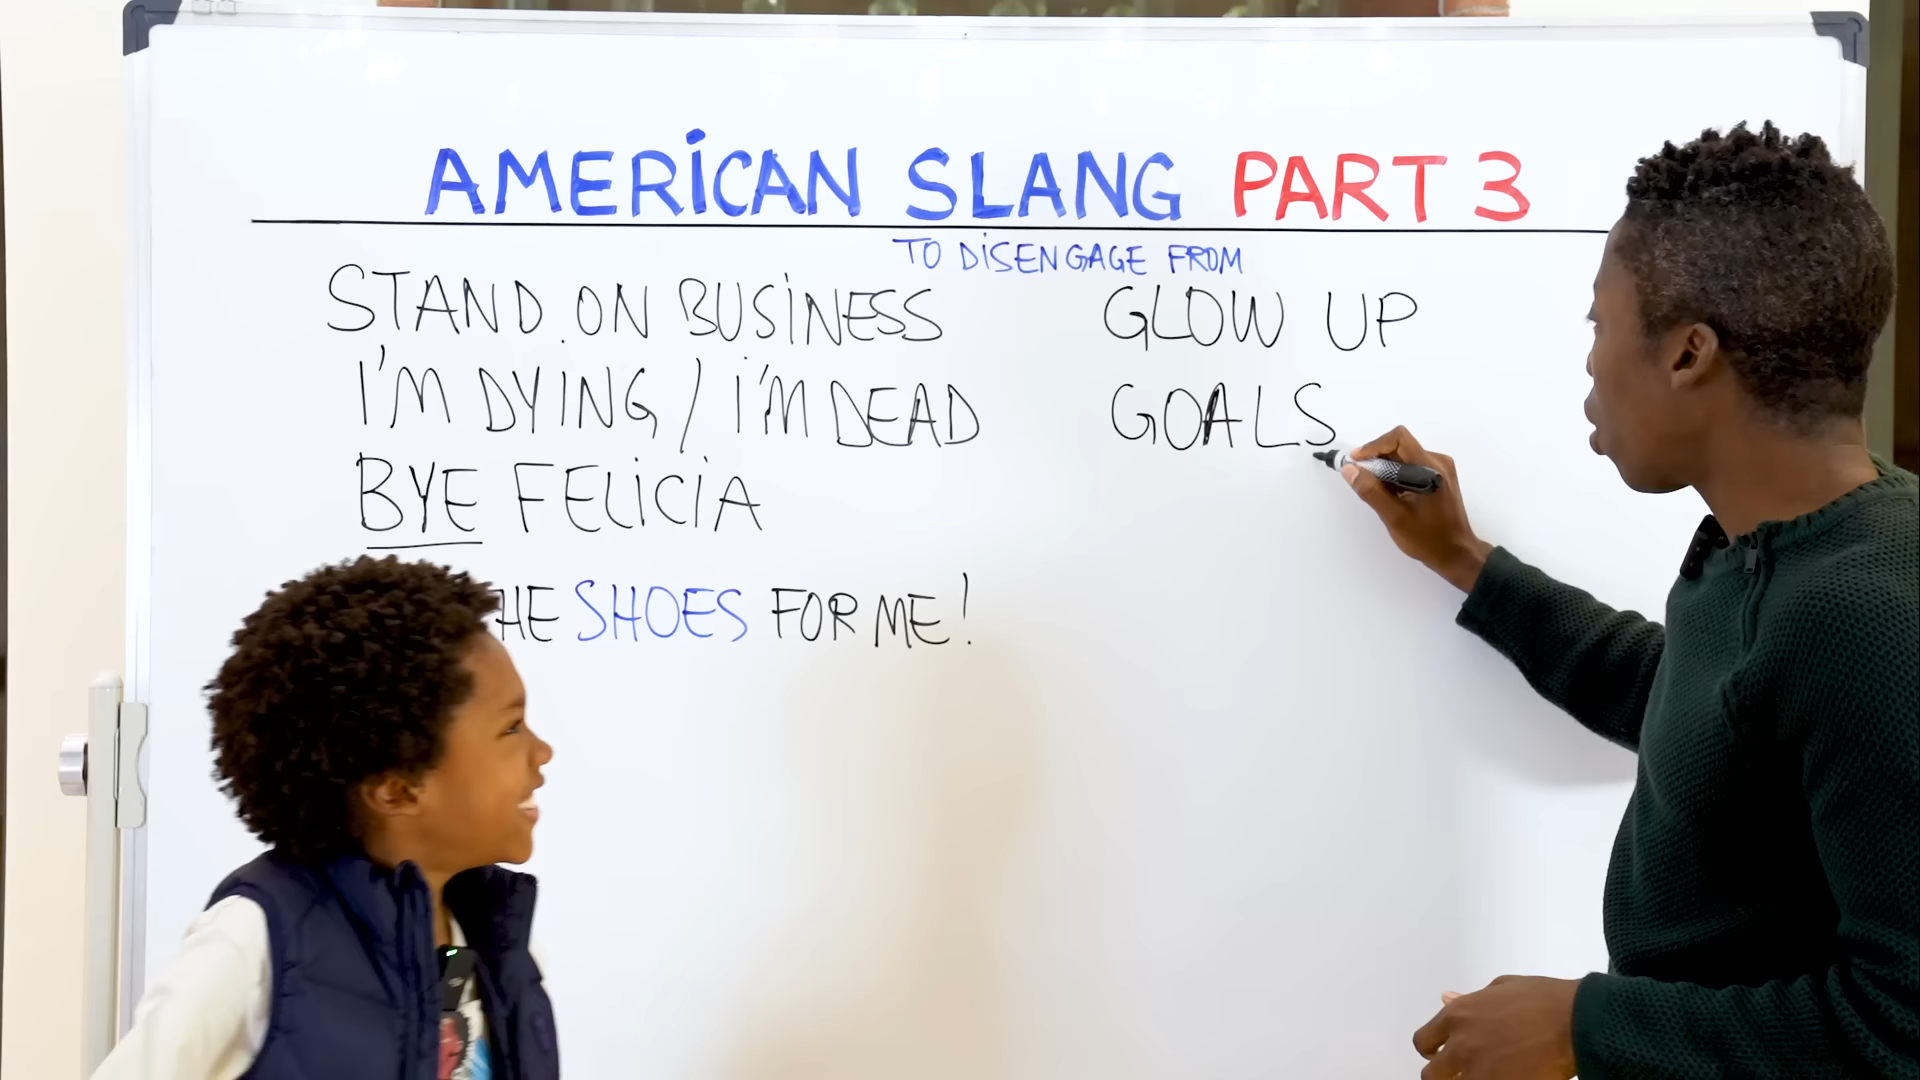 AMERICAN SLANG PART 3
TO DISENGAGE FROM
STAND ON BUSINESS
I'M DYING / I'M DEAD
BYE FELICIA
HE SHOES FOR ME!
GLOW UP
GOALS